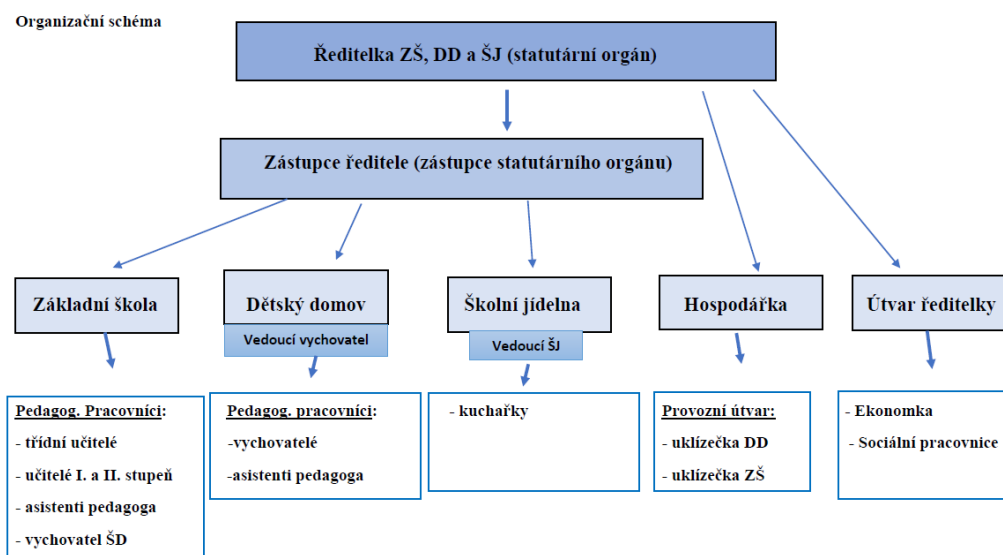 Organizační schéma
Ředitelka ZŠ, DD a ŠJ (statutární orgán)
Zástupce ředitele (zástupce statutárního orgánu)
Základní škola
Dětský domov
Vedoucí vychovatel
Školní jídelna
Vedoucí ŠJ
Hospodářka
Útvar ředitelky
Pedagog. Pracovníci:
- třídní učitelé
- učitelé I. a II. stupeň
- asistenti pedagoga
- vychovatel ŠD
Pedagog. pracovníci:
-vychovatelé
-asistenti pedagoga
- kuchařky
Provozní útvar:
- uklízečka DD
- uklízečka ZŠ
- Ekonomka
- Sociální pracovnice